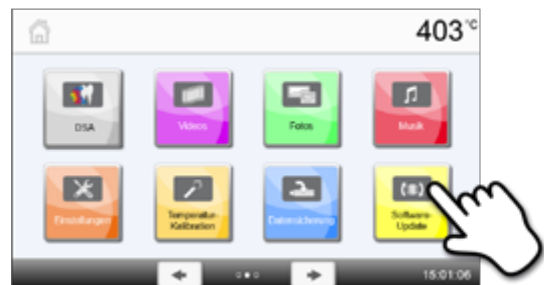 403 °C
DSA
Videos
Fotos
Musik
Einstellungen
Temperatur-
Kalibration
Datensicherung
Software-
Update
15:01:06